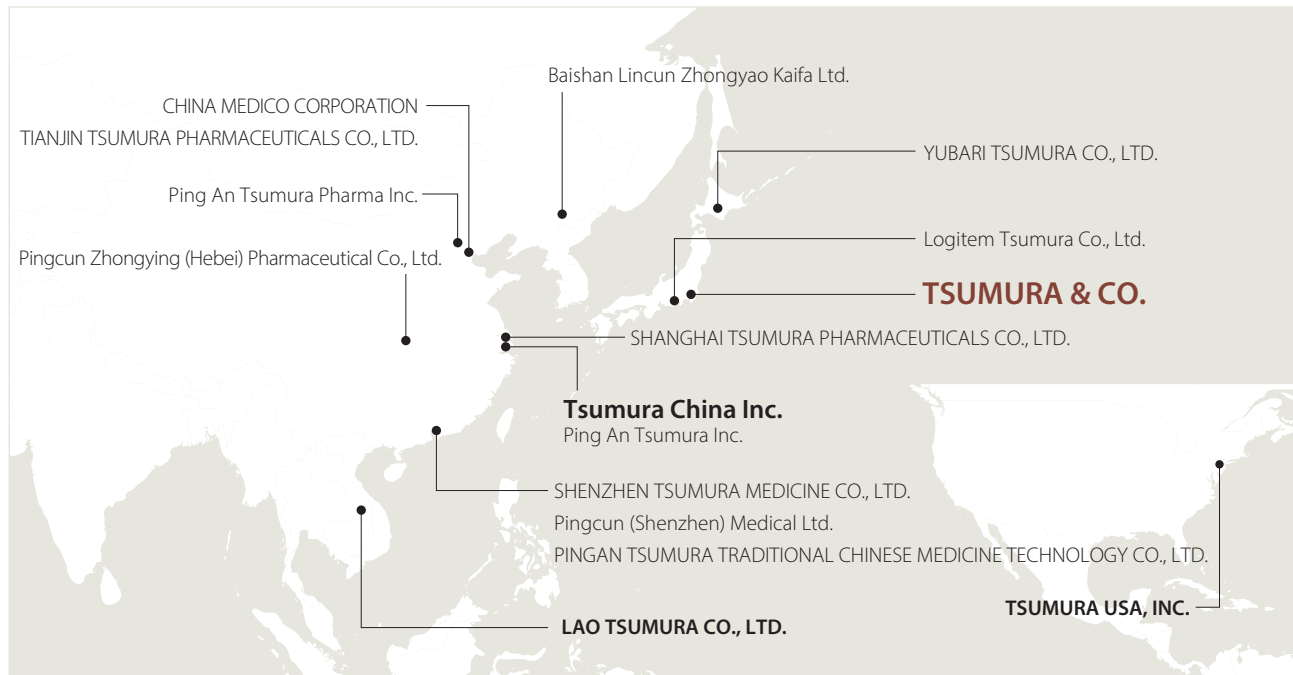 Baishan Lincun Zhongyao Kaifa Ltd.
CHINA MEDICO CORPORATION
TIANJIN TSUMURA PHARMACEUTICALS CO., LTD.
YUBARI TSUMURA CO., LTD.
Ping An Tsumura Pharma Inc.
Logitem Tsumura Co., Ltd.
Pingcun Zhongying (Hebei) Pharmaceutical Co., Ltd.
TSUMURA & CO.
SHANGHAI TSUMURA PHARMACEUTICALS CO., LTD.
Tsumura China Inc.
Ping An Tsumura Inc.
SHENZHEN TSUMURA MEDICINE CO., LTD.
Pingcun (Shenzhen) Medical Ltd.
PINGAN TSUMURA TRADITIONAL CHINESE MEDICINE TECHNOLOGY CO., LTD.
TSUMURA USA, INC.
LAO TSUMURA CO., LTD.